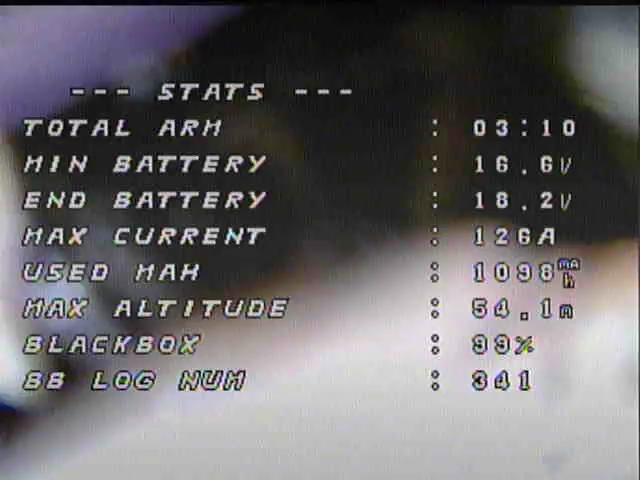 --- STATS ---
TOTAL ARM : 03:10
MIN BATTERY : 16.6V
END BATTERY : 18.2V
MAX CURRENT : 126A
USED MAH : 1098mAh
MAX ALTITUDE : 54.1m
BLACKBOX : 99%
BB LOG NUM : 341